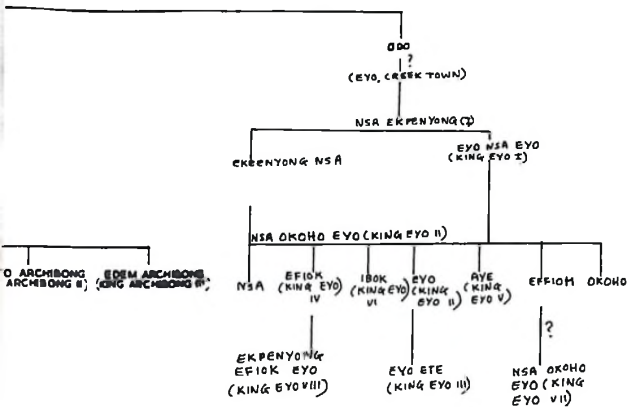 ODO
?
(EYO, CREEK TOWN)
NSA EKPENYONG (?)
EKPENYONG NSA
EYO NSA EYO
(KING EYO I)
NSA OKOHO EYO (KING EYO II)
O ARCHIBONG
ARCHIBONG II)
EDEM ARCHIBONG
(KING ARCHIBONG III)
NSA
EFIOK
(KING EYO)
IV
IBOK
(KING EYO)
VI
EYO
(KING
EYO II)
AYE
(KING
EYO V)
EFFIOM
OKOHO
?
EKPENYONG
EFIOK EYO
(KING EYO VIII)
EYO ETE
(KING EYO III)
NSA OKOHO
EYO (KING
EYO VII)